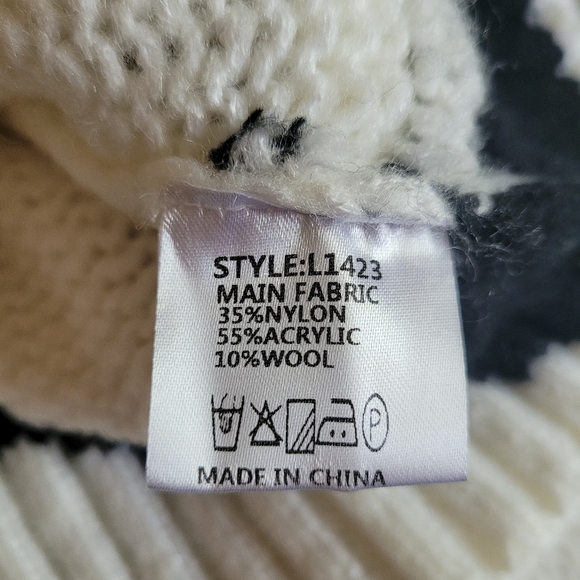 STYLE:L1423
MAIN FABRIC
35%NYLON
55%ACRYLIC
10%WOOL
P
MADE IN CHINA